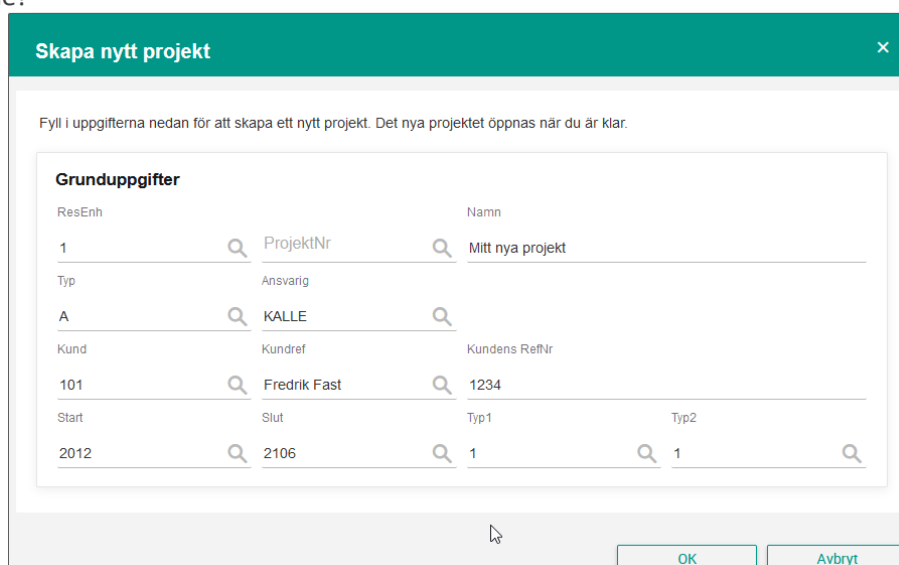 Skapa nytt projekt
Fyll i uppgifterna nedan för att skapa ett nytt projekt. Det nya projektet öppnas när du är klar.
Grunduppgifter
ResEnh Namn
1 ProjektNr Mitt nya projekt
Typ Ansvarig
A KALLE
Kund Kundref Kundens RefNr
101 Fredrik Fast 1234
Start Slut Typ1 Typ2
2012 2106 1 1
OK Avbryt